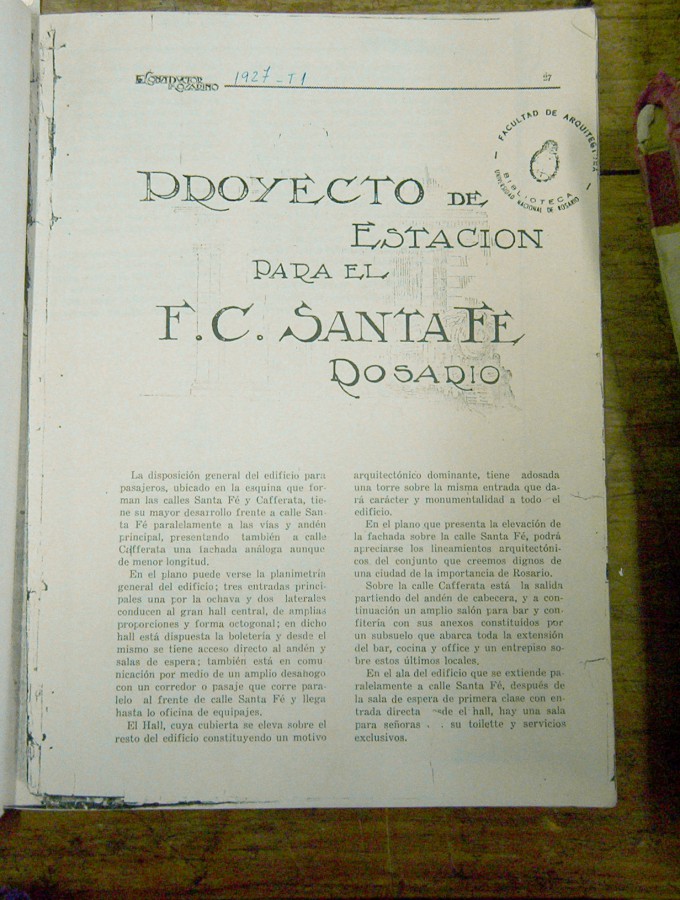 EL CONSTRUCTOR ROSARINO
1927 - T1
27
FACULTAD DE ARQUITECTURA
BIBLIOTECA
UNIVERSIDAD NACIONAL DE ROSARIO
PROYECTO DE
ESTACION
PARA EL
F.C. SANTA FE
ROSARIO
La disposición general del edificio para
pasajeros, ubicado en la esquina que for-
man las calles Santa Fé y Cafferata, tie-
ne su mayor desarrollo frente a calle San-
ta Fé paralelamente a las vías y andén
principal, presentando también a calle
Cafferata una fachada análoga aunque
de menor longitud.
En el plano puede verse la planimetría
general del edificio; tres entradas princi-
pales una por la ochava y dos laterales
conducen al gran hall central, de amplias
proporciones y forma octogonal; en dicho
hall está dispuesta la boletería y desde el
mismo se tiene acceso directo al andén y
salas de espera; también está en comu-
nicación por medio de un amplio desahogo
con un corredor o pasaje que corre para-
lelo al frente de calle Santa Fé y llega
hasta lo oficina de equipajes.
El Hall, cuya cubierta se eleva sobre el
resto del edificio constituyendo un motivo
arquitectónico dominante, tiene adosada
una torre sobre la misma entrada que da-
rá carácter y monumentalidad a todo el
edificio.
En el plano que presenta la elevación de
la fachada sobre la calle Santa Fé, podrá
apreciarse los lineamientos arquitectóni-
cos del conjunto que creemos dignos de
una ciudad de la importancia de Rosario.
Sobre la calle Cafferata está la salida
partiendo del andén de cabecera, y a con-
tinuación un amplio salón para bar y con-
fitería con sus anexos constituídos por
un subsuelo que abarca toda la extensión
del bar, cocina y office y un entrepiso so-
bre estos últimos locales.
En el ala del edificio que se extiende pa-
ralelamente a calle Santa Fé, después de
la sala de espera de primera clase con en-
trada directa desde el hall, hay una sala
para señoras su toilette y servicios
exclusivos.